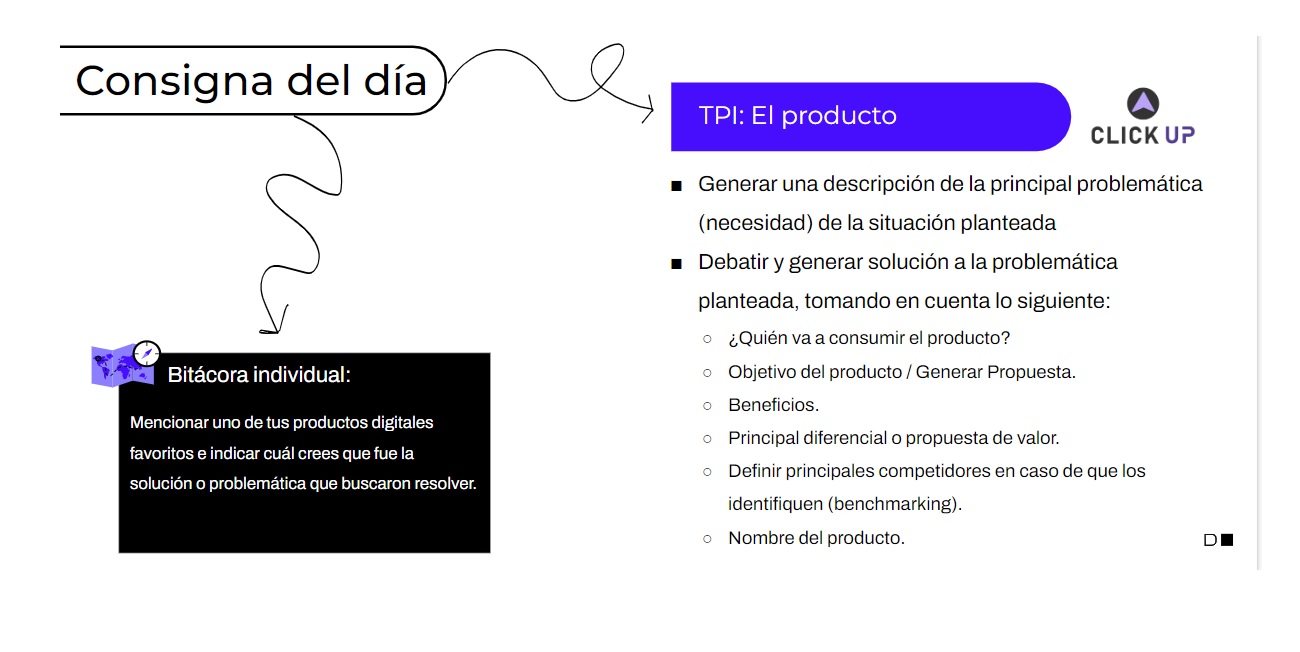 Consigna del día
TPI: El producto
CLICK UP
■ Generar una descripción de la principal problemática
(necesidad) de la situación planteada
■ Debatir y generar solución a la problemática
planteada, tomando en cuenta lo siguiente:
○ ¿Quién va a consumir el producto?
○ Objetivo del producto / Generar Propuesta.
○ Beneficios.
○ Principal diferencial o propuesta de valor.
○ Definir principales competidores en caso de que los
identifiquen (benchmarking).
○ Nombre del producto.
D■
Bitácora individual:
Mencionar uno de tus productos digitales
favoritos e indicar cuál crees que fue la
solución o problemática que buscaron resolver.